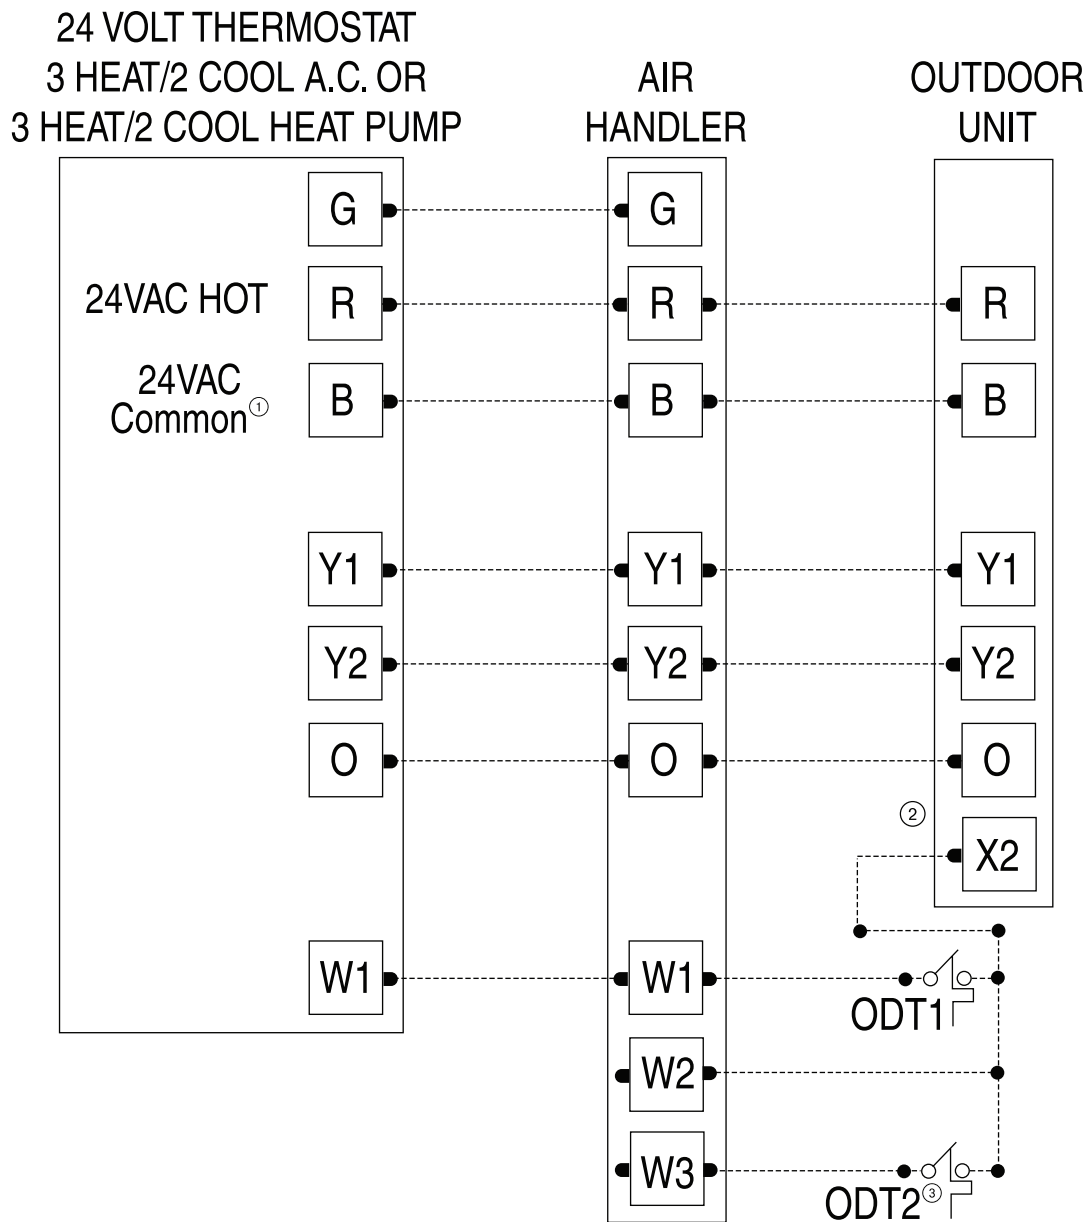 24 VOLT THERMOSTAT
3 HEAT/2 COOL A.C. OR
3 HEAT/2 COOL HEAT PUMP
AIR
HANDLER
OUTDOOR
UNIT
G G
24VAC HOT R R R
24VAC
Common① B B B
Y1 Y1 Y1
Y2 Y2 Y2
O O O
② X2
W1 W1
ODT1
W2
W3
ODT2③